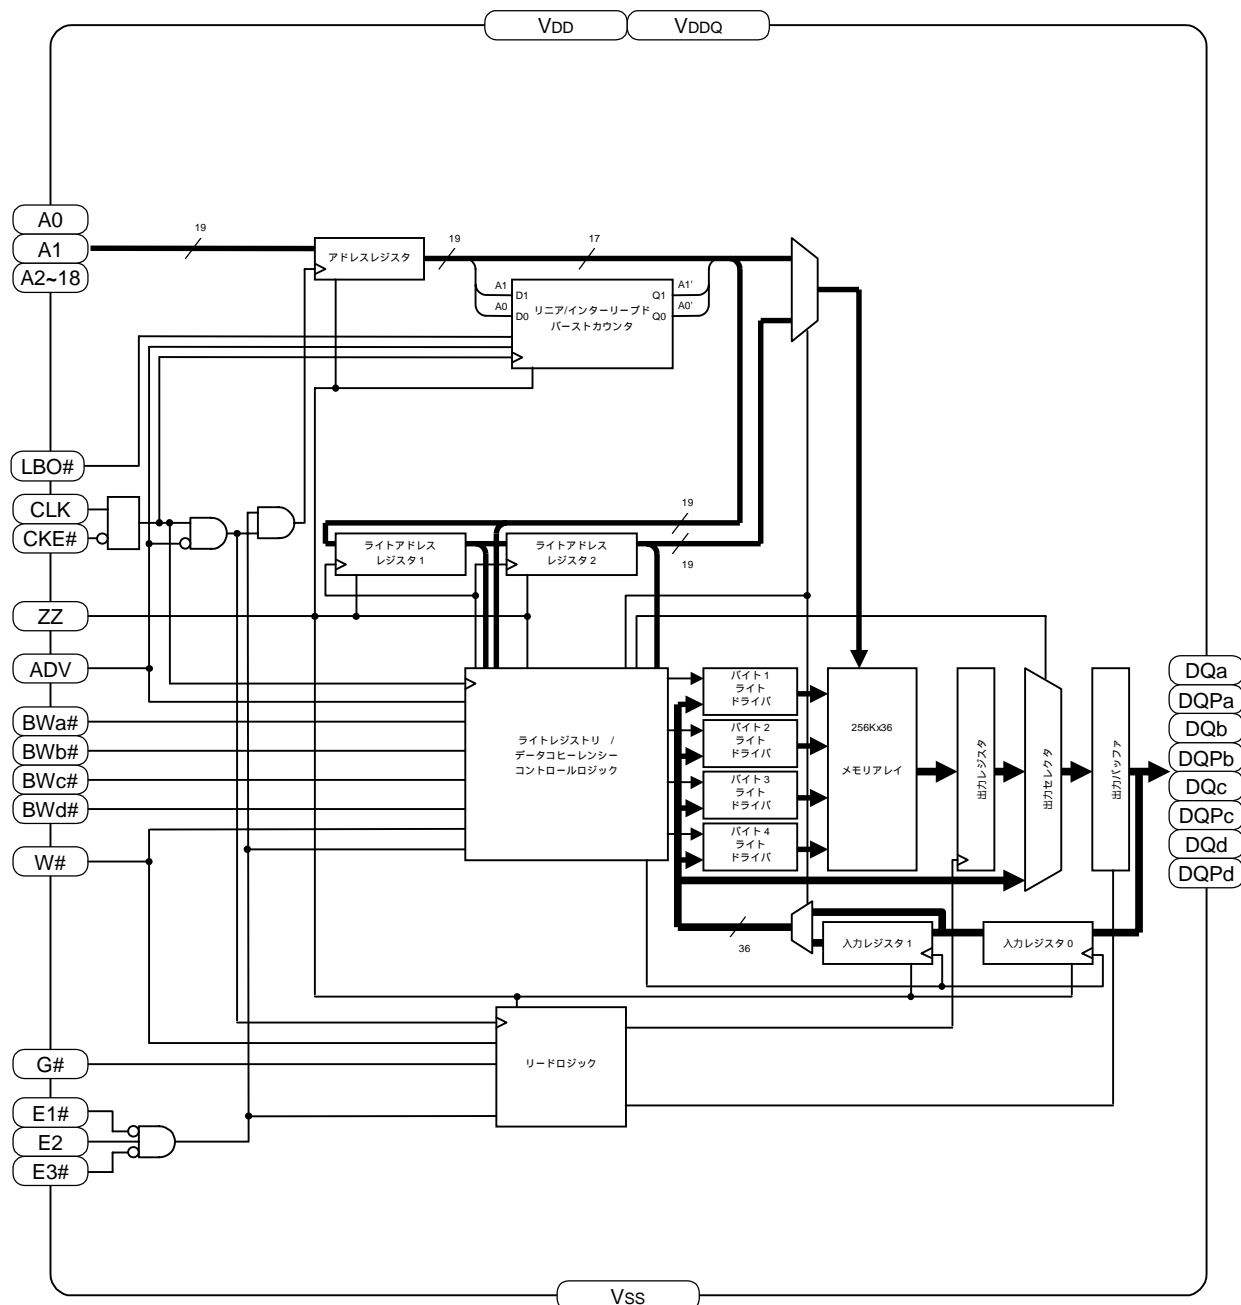 VDD
VDDQ
A0
A1
A2~18
19
アドレスレジスタ
19
17
A1
A0
D1
D0
リニア/インターリーブド
バーストカウンタ
Q1
Q0
A1'
A0'
LBO#
CLK
CKE#
19
19
ライトアドレス
レジスタ1
ライトアドレス
レジスタ2
ZZ
ADV
BWa#
BWb#
BWc#
BWd#
W#
ライトレジストリ /
データコヒーレンシー
コントロールロジック
バイト1
ライト
ドライバ
バイト2
ライト
ドライバ
バイト3
ライト
ドライバ
バイト4
ライト
ドライバ
256Kx36
メモリアレイ
出力レジスタ
出力セレクタ
出力バッファ
DQa
DQPa
DQb
DQPb
DQc
DQPc
DQd
DQPd
36
入力レジスタ1
入力レジスタ0
リードロジック
G#
E1#
E2
E3#
VSS